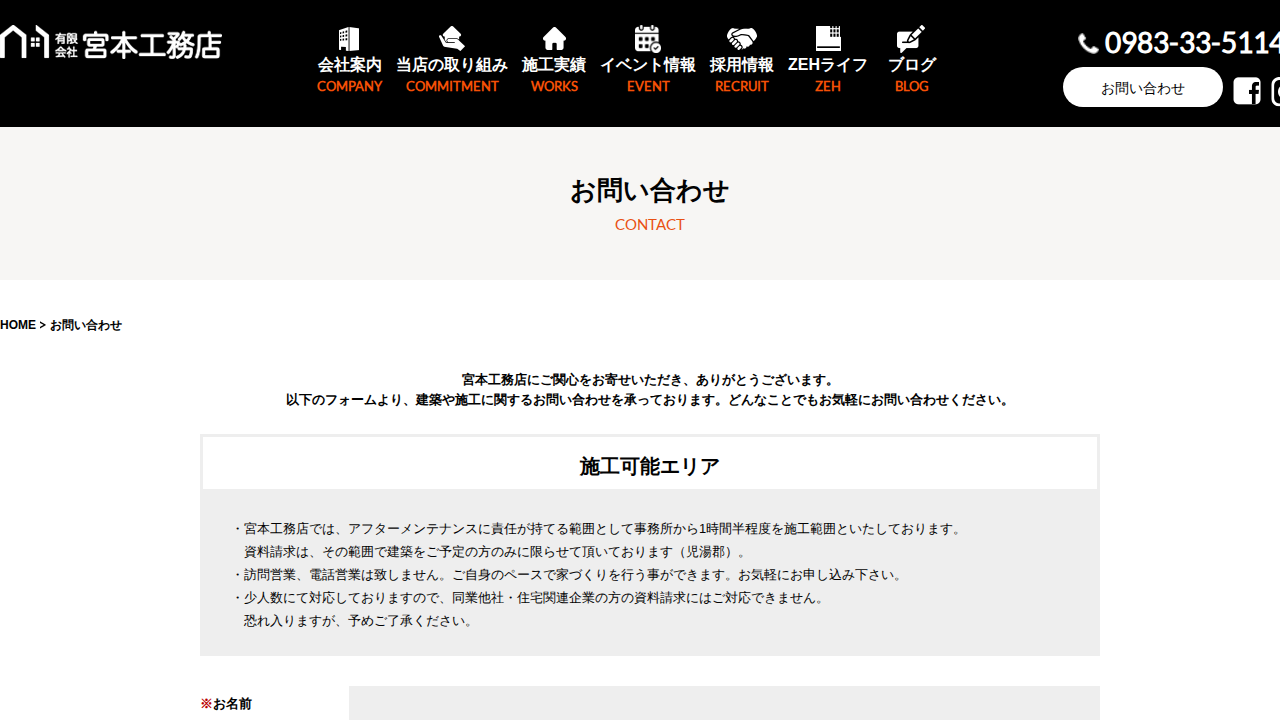 有限会社 宮本工務店
会社案内 当店の取り組み 施工実績 イベント情報 採用情報 ZEHライフ ブログ
COMPANY COMMITMENT WORKS EVENT RECRUIT ZEH BLOG
0983-33-5114
お問い合わせ
お問い合わせ
CONTACT
HOME > お問い合わせ
宮本工務店にご関心をお寄せいただき、ありがとうございます。
以下のフォームより、建築や施工に関するお問い合わせを承っております。どんなことでもお気軽にお問い合わせください。
施工可能エリア
・宮本工務店では、アフターメンテナンスに責任が持てる範囲として事務所から1時間半程度を施工範囲といたしております。
資料請求は、その範囲で建築をご予定の方のみに限らせて頂いております（児湯郡）。
・訪問営業、電話営業は致しません。ご自身のペースで家づくりを行う事ができます。お気軽にお申し込み下さい。
・少人数にて対応しておりますので、同業他社・住宅関連企業の方の資料請求にはご対応できません。
恐れ入りますが、予めご了承ください。
※お名前